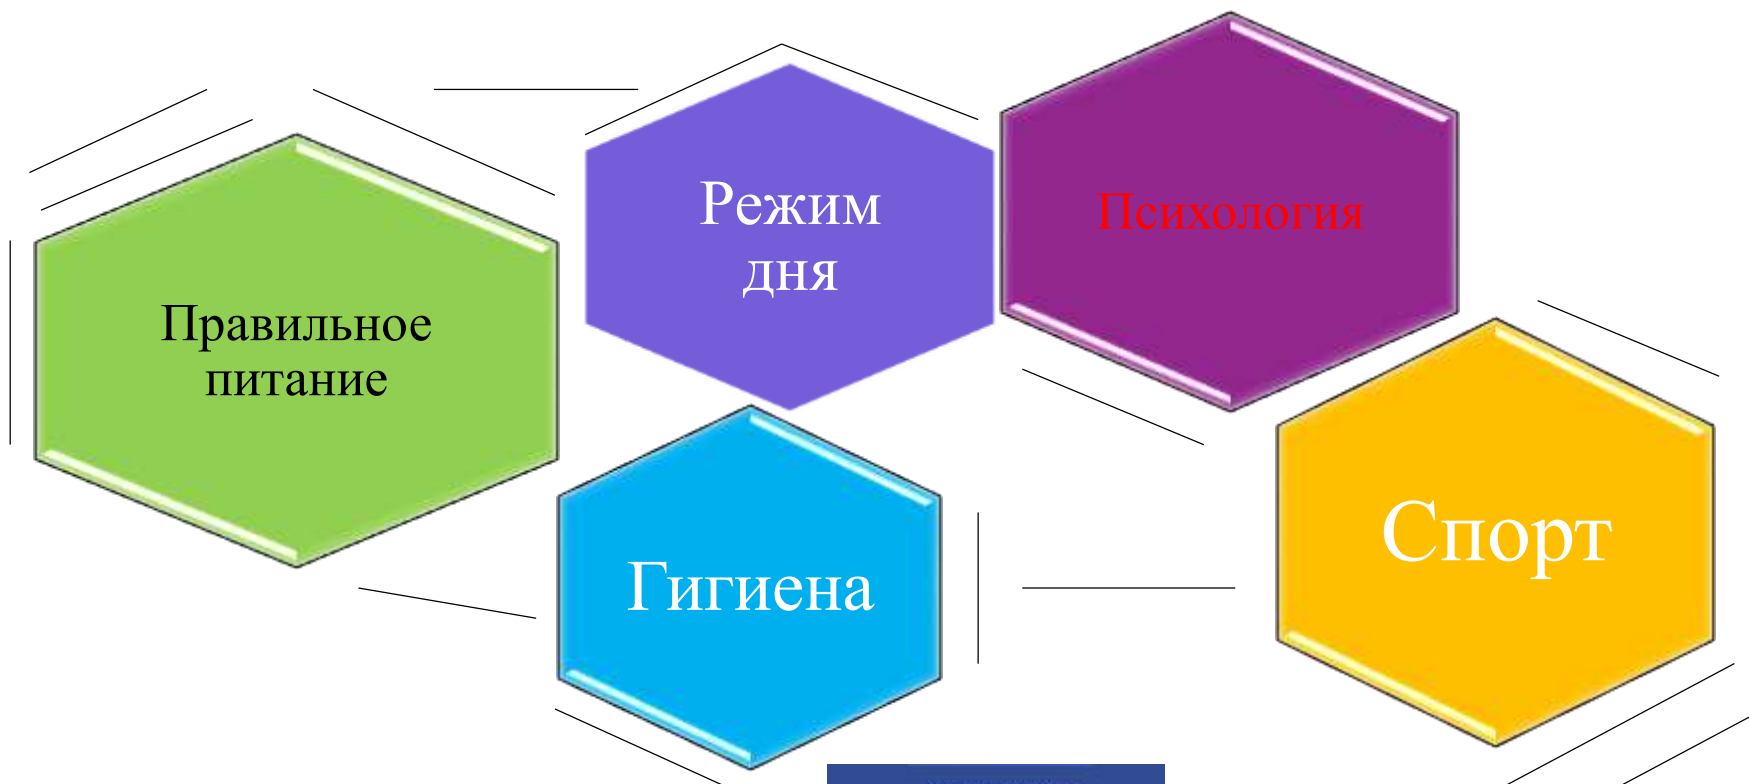 Правильное
питание
Режим
дня
Психология
Гигиена
Спорт